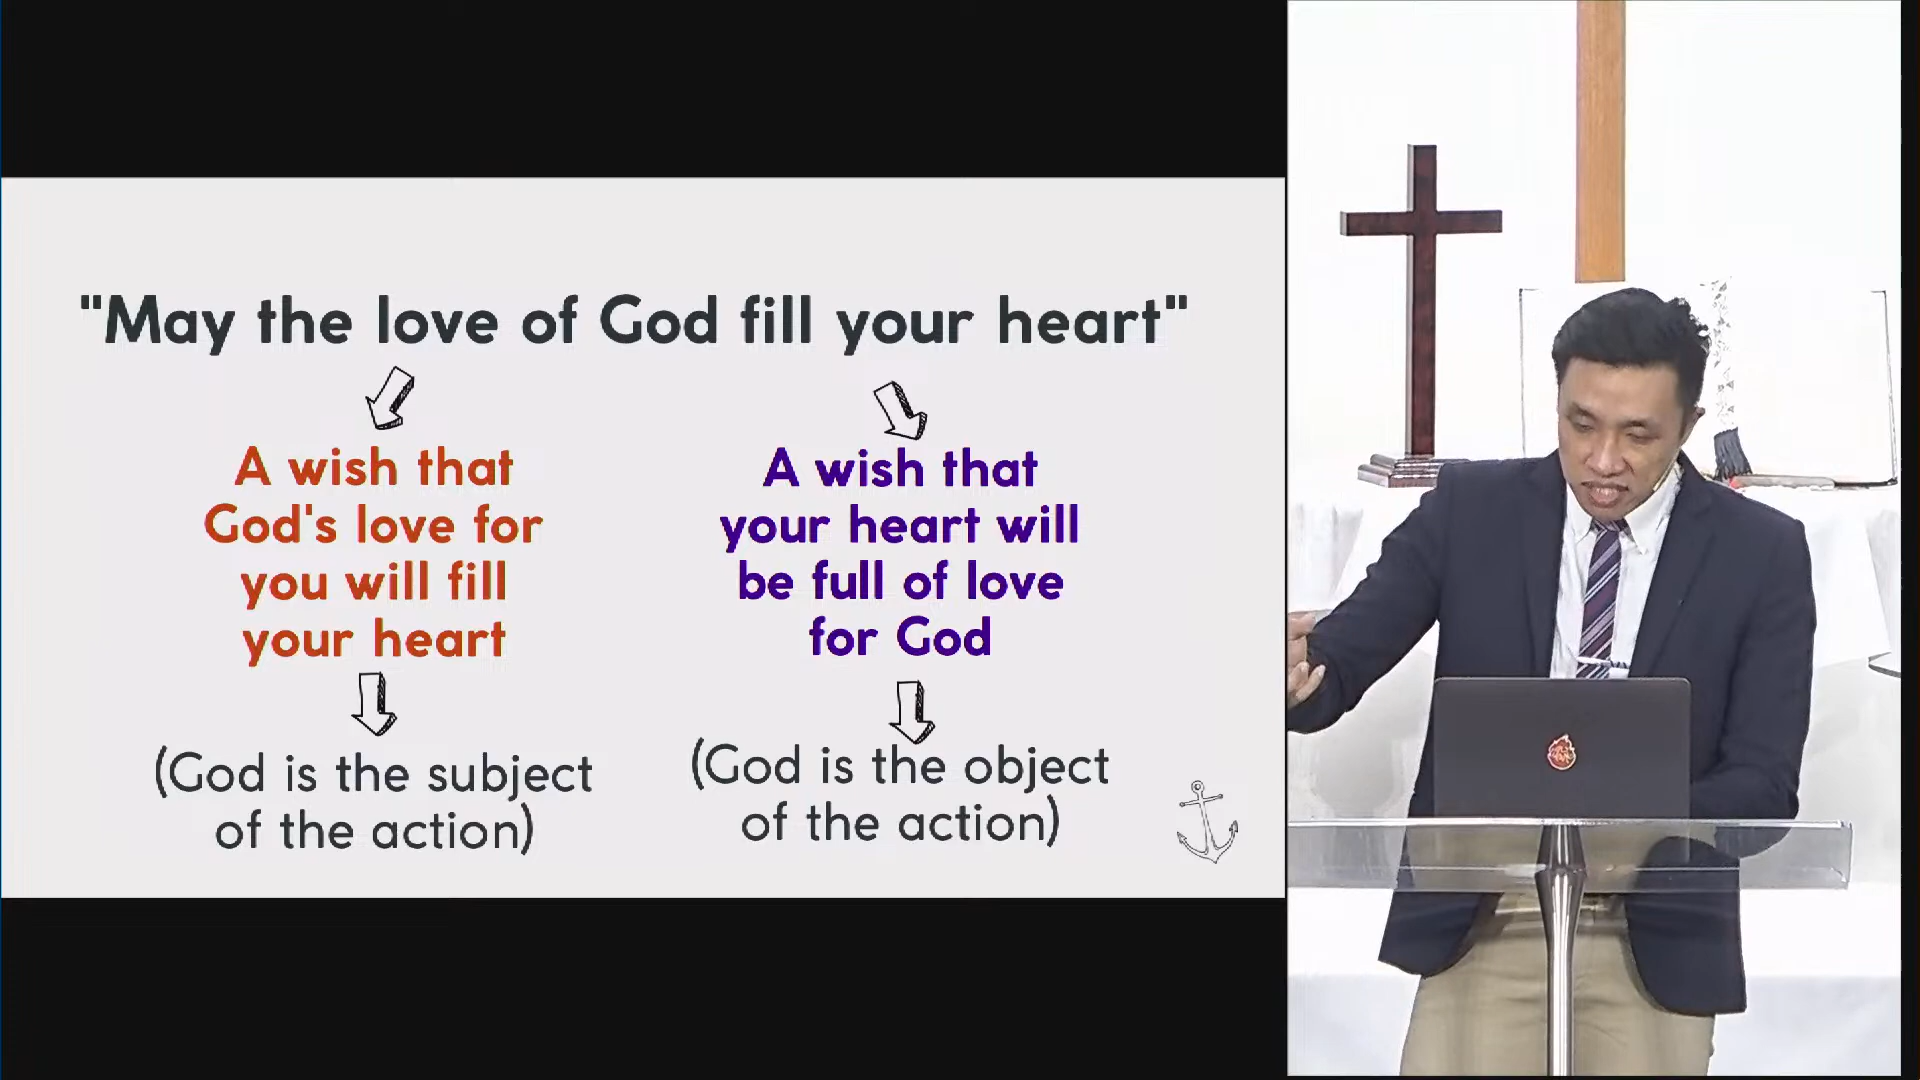 "May the love of God fill your heart"
A wish that
God's love for
you will fill
your heart
(God is the subject
of the action)
A wish that
your heart will
be full of love
for God
(God is the object
of the action)